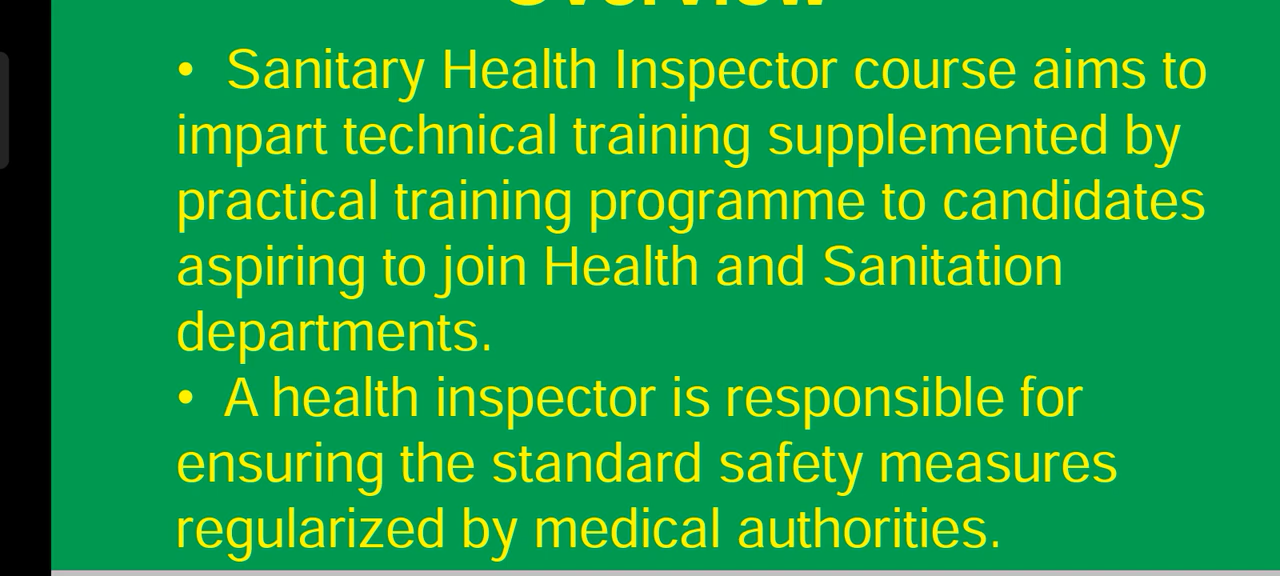 Overview
• Sanitary Health Inspector course aims to
impart technical training supplemented by
practical training programme to candidates
aspiring to join Health and Sanitation
departments.
• A health inspector is responsible for
ensuring the standard safety measures
regularized by medical authorities.